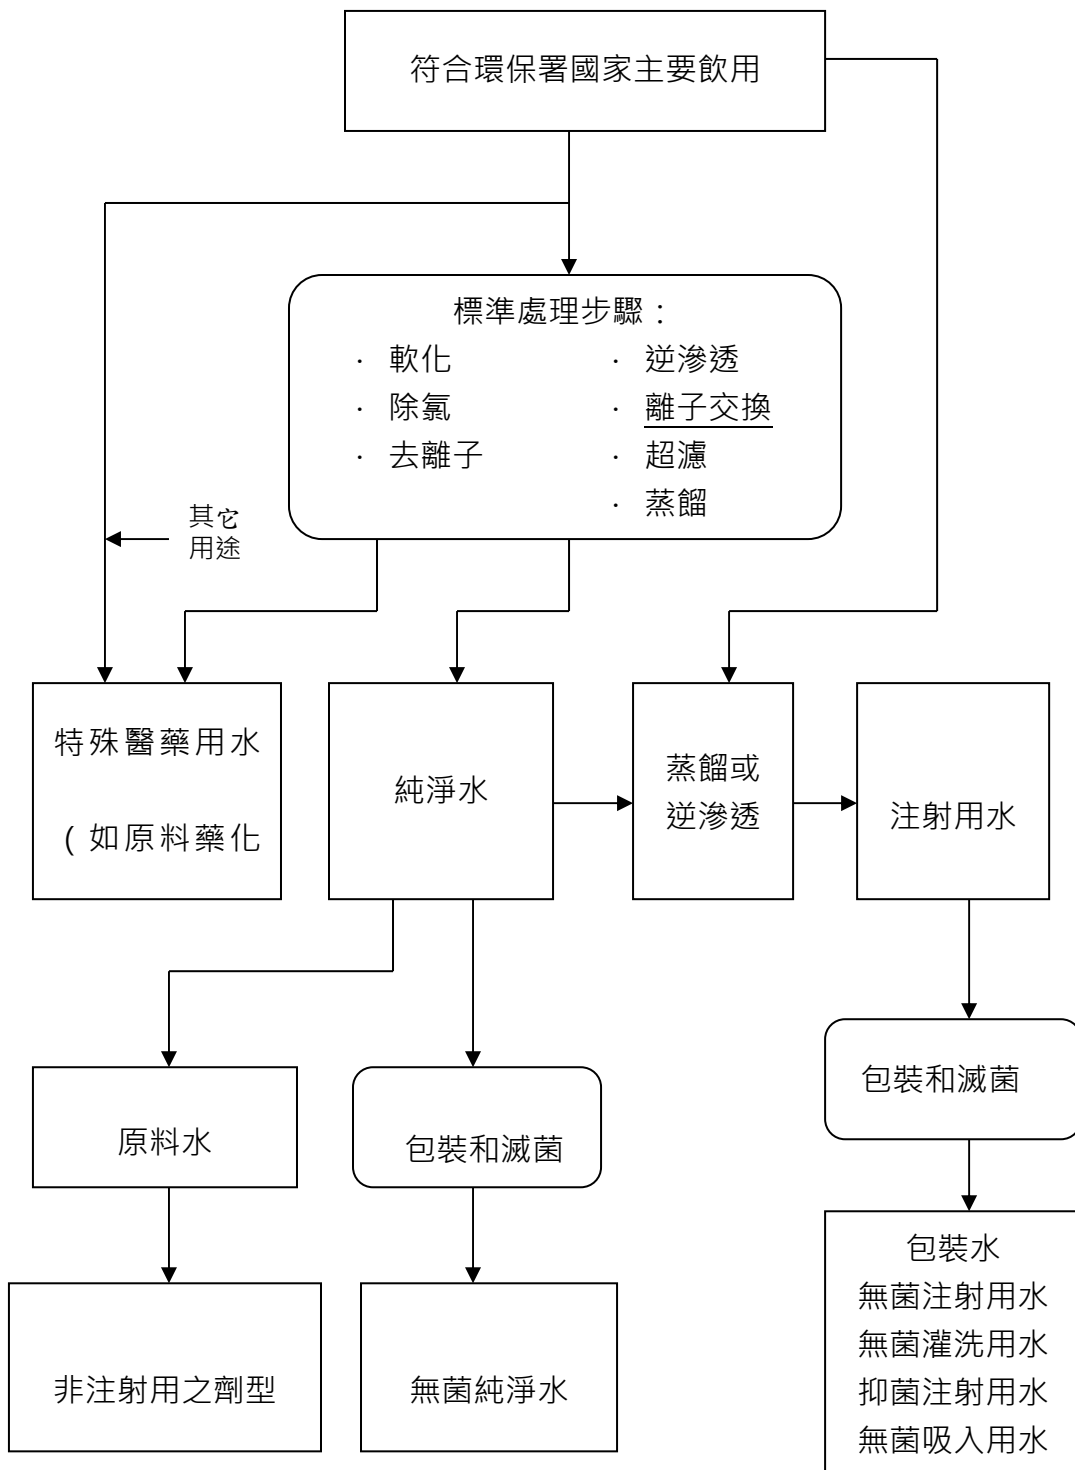 符合環保署國家主要飲用
標準處理步驟：
· 軟化
· 除氯
· 去離子
· 逆滲透
· 離子交換
· 超濾
· 蒸餾
其它
用途
特殊醫藥用水
(如原料藥化
純淨水
蒸餾或
逆滲透
注射用水
原料水
包裝和滅菌
包裝和滅菌
非注射用之劑型
無菌純淨水
包裝水
無菌注射用水
無菌灌洗用水
抑菌注射用水
無菌吸入用水